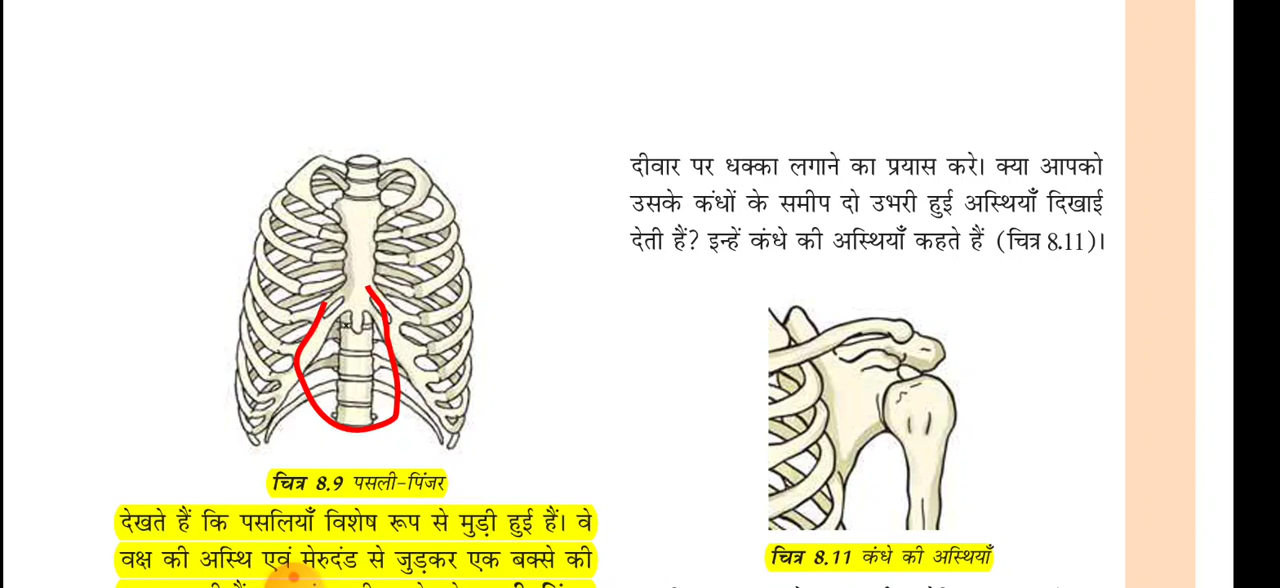 चित्र 8.9 पसली-पिंजर
देखते हैं कि पसलियाँ विशेष रूप से मुड़ी हुई हैं। वे
वक्ष की अस्थि एवं मेरुदंड से जुड़कर एक बक्से की
दीवार पर धक्का लगाने का प्रयास करे। क्या आपको
उसके कंधों के समीप दो उभरी हुई अस्थियाँ दिखाई
देती हैं? इन्हें कंधे की अस्थियाँ कहते हैं (चित्र 8.11)।
चित्र 8.11 कंधे की अस्थियाँ